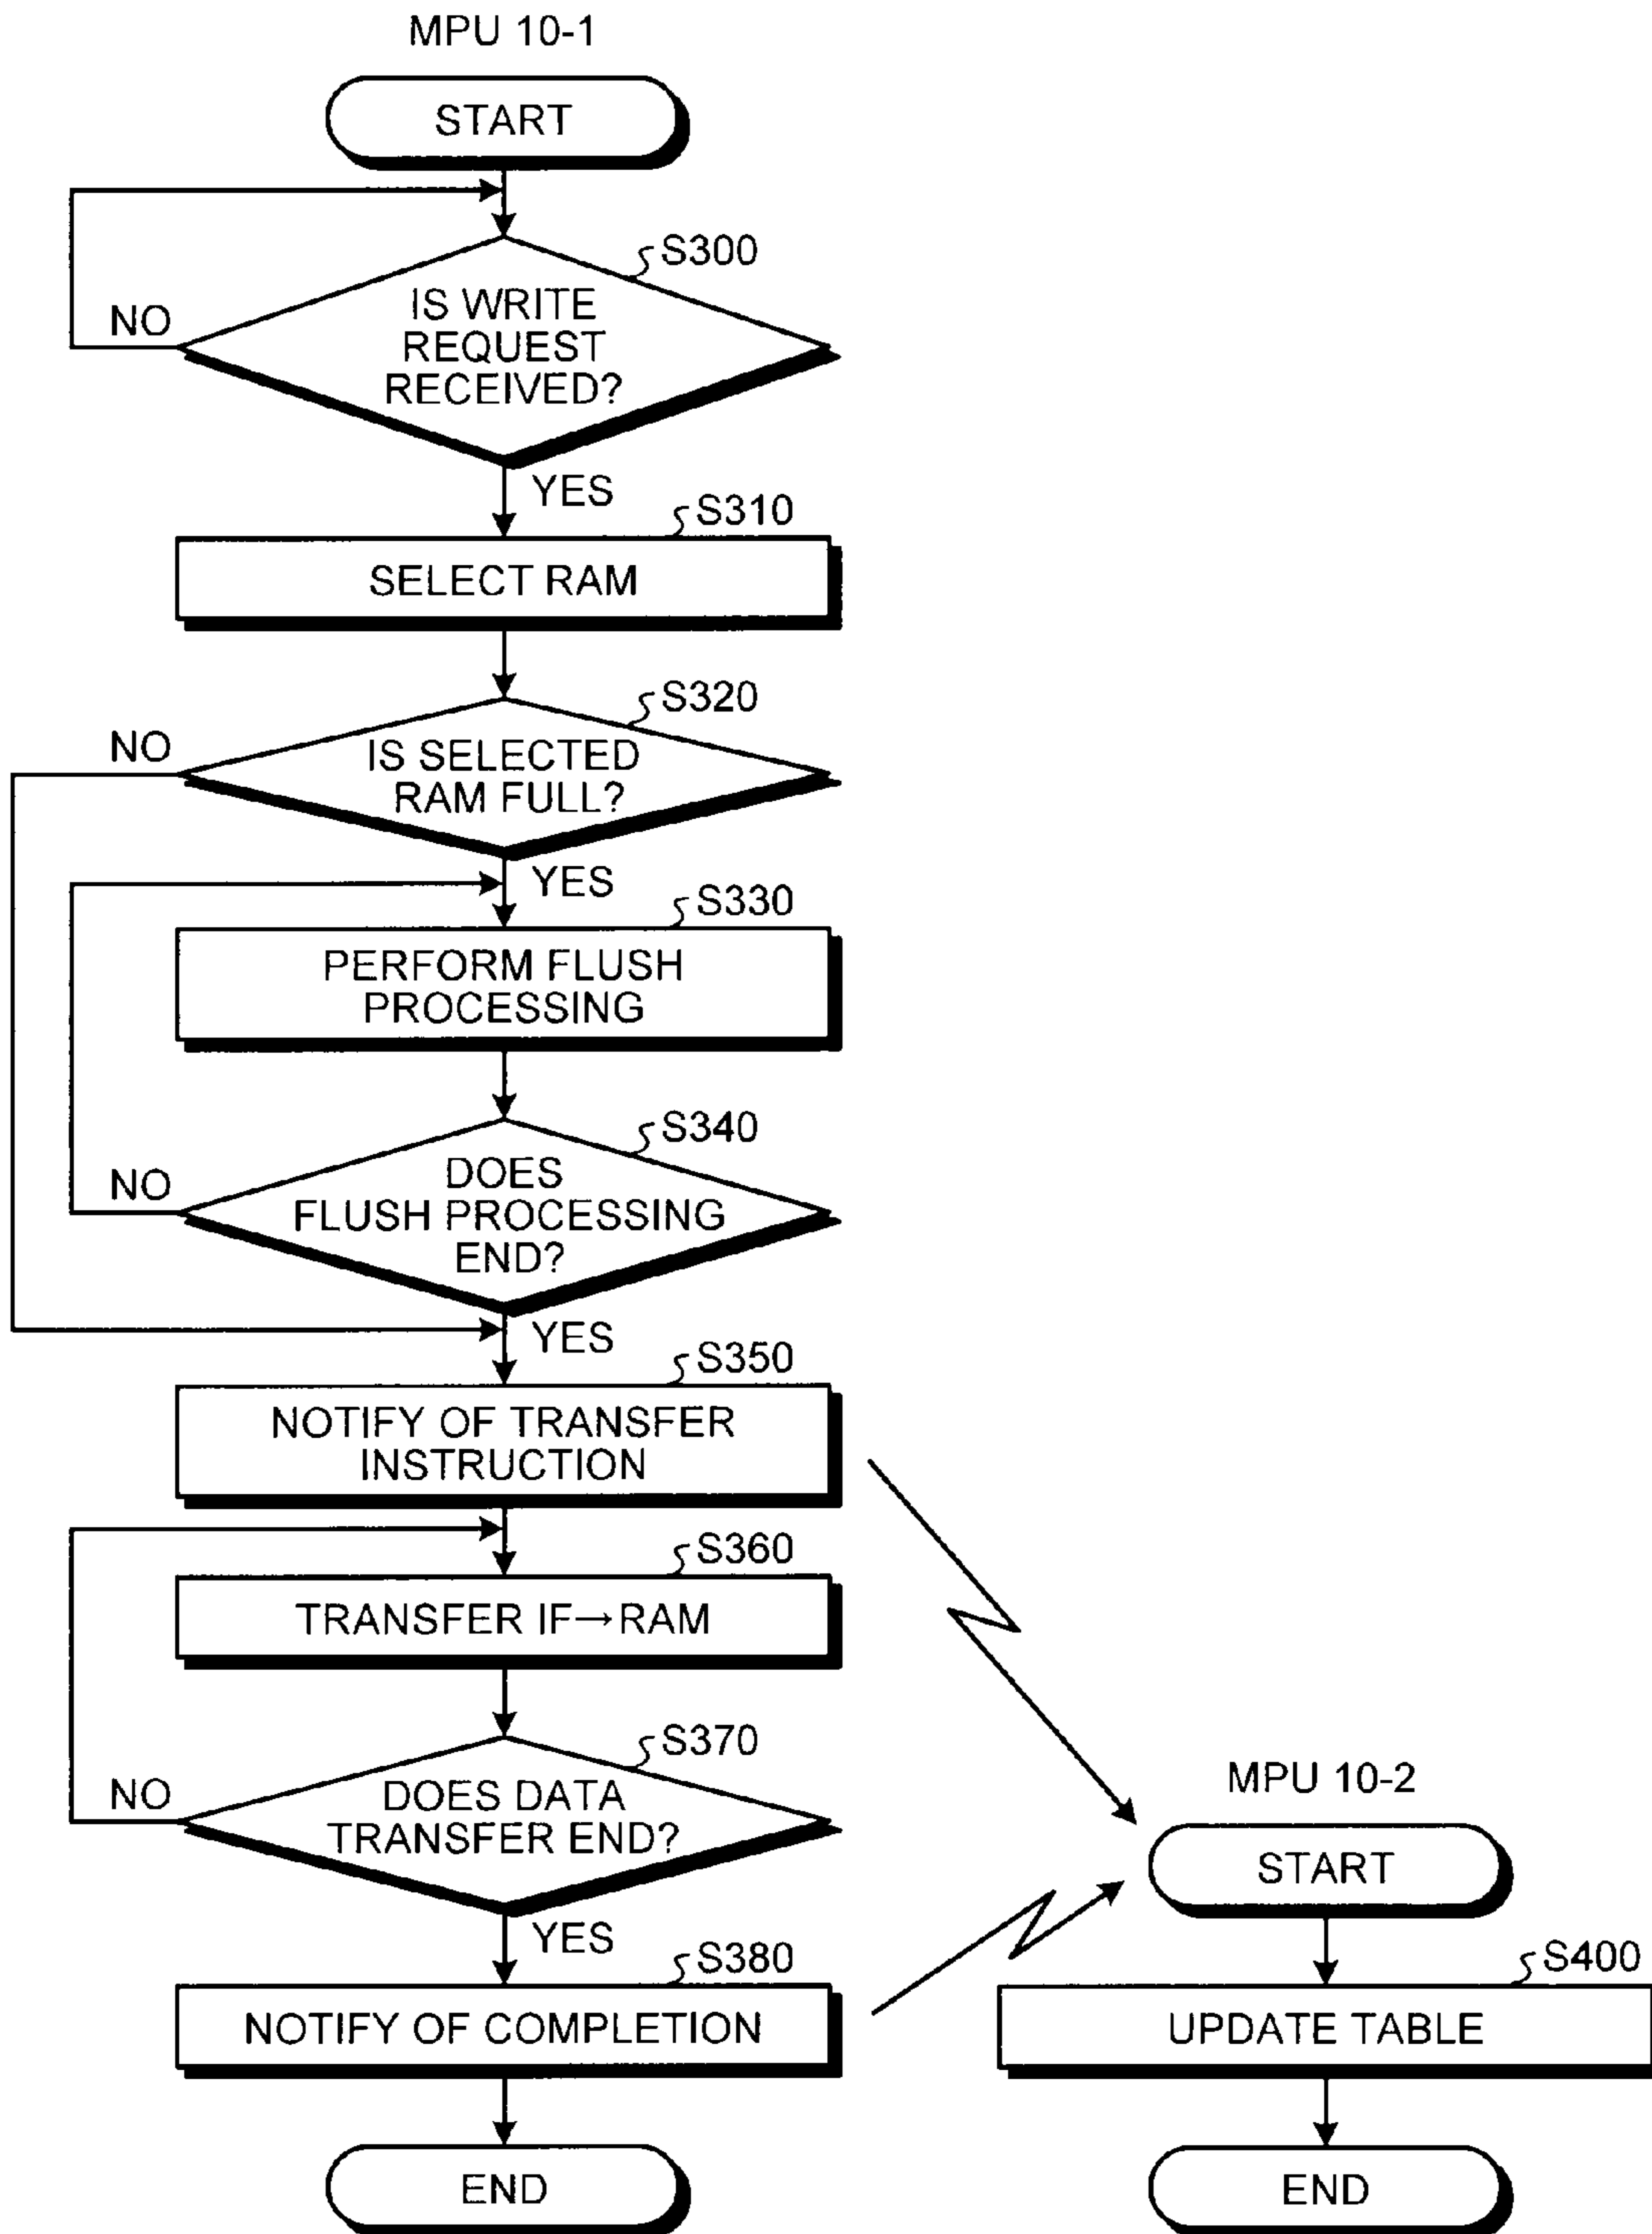 MPU 10-1
START
S300
IS WRITE
REQUEST
RECEIVED?
NO
YES
S310
SELECT RAM
S320
NO
IS SELECTED
RAM FULL?
YES
S330
PERFORM FLUSH
PROCESSING
S340
NO
DOES
FLUSH PROCESSING
END?
YES
S350
NOTIFY OF TRANSFER
INSTRUCTION
S360
TRANSFER IF→RAM
S370
NO
DOES DATA
TRANSFER END?
YES
S380
NOTIFY OF COMPLETION
END
MPU 10-2
START
S400
UPDATE TABLE
END